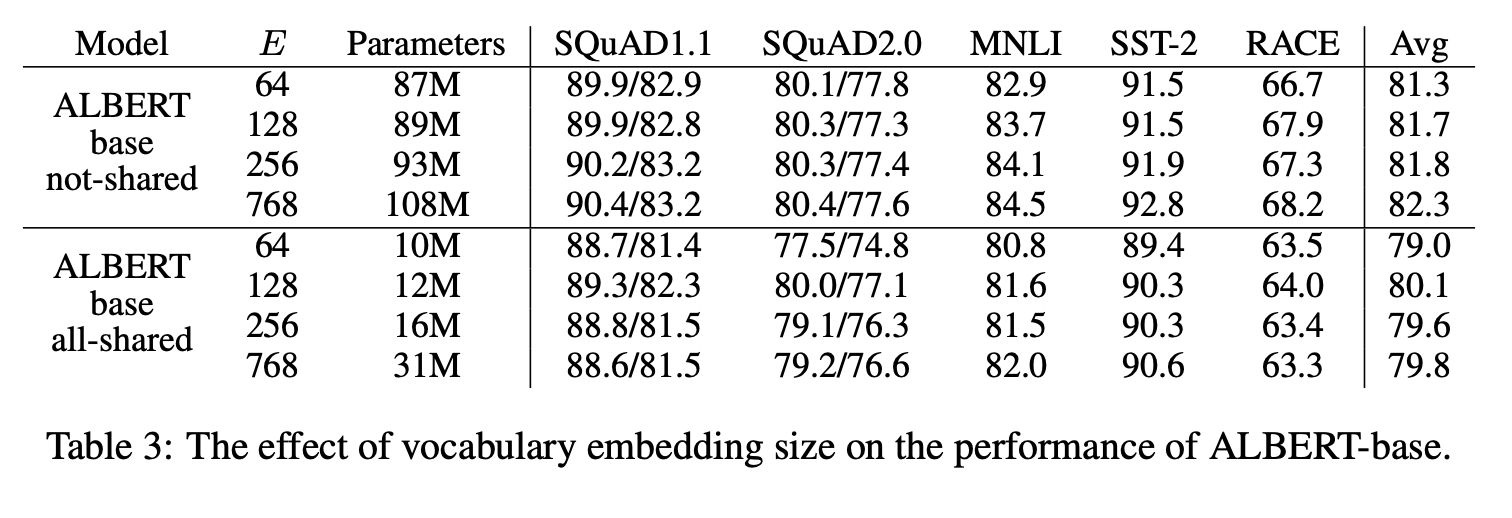 Model E Parameters SQuAD1.1 SQuAD2.0 MNLI SST-2 RACE Avg
ALBERT base not-shared
64 87M 89.9/82.9 80.1/77.8 82.9 91.5 66.7 81.3
128 89M 89.9/82.8 80.3/77.3 83.7 91.5 67.9 81.7
256 93M 90.2/83.2 80.3/77.4 84.1 91.9 67.3 81.8
768 108M 90.4/83.2 80.4/77.6 84.5 92.8 68.2 82.3
ALBERT base all-shared
64 10M 88.7/81.4 77.5/74.8 80.8 89.4 63.5 79.0
128 12M 89.3/82.3 80.0/77.1 81.6 90.3 64.0 80.1
256 16M 88.8/81.5 79.1/76.3 81.5 90.3 63.4 79.6
768 31M 88.6/81.5 79.2/76.6 82.0 90.6 63.3 79.8
Table 3: The effect of vocabulary embedding size on the performance of ALBERT-base.